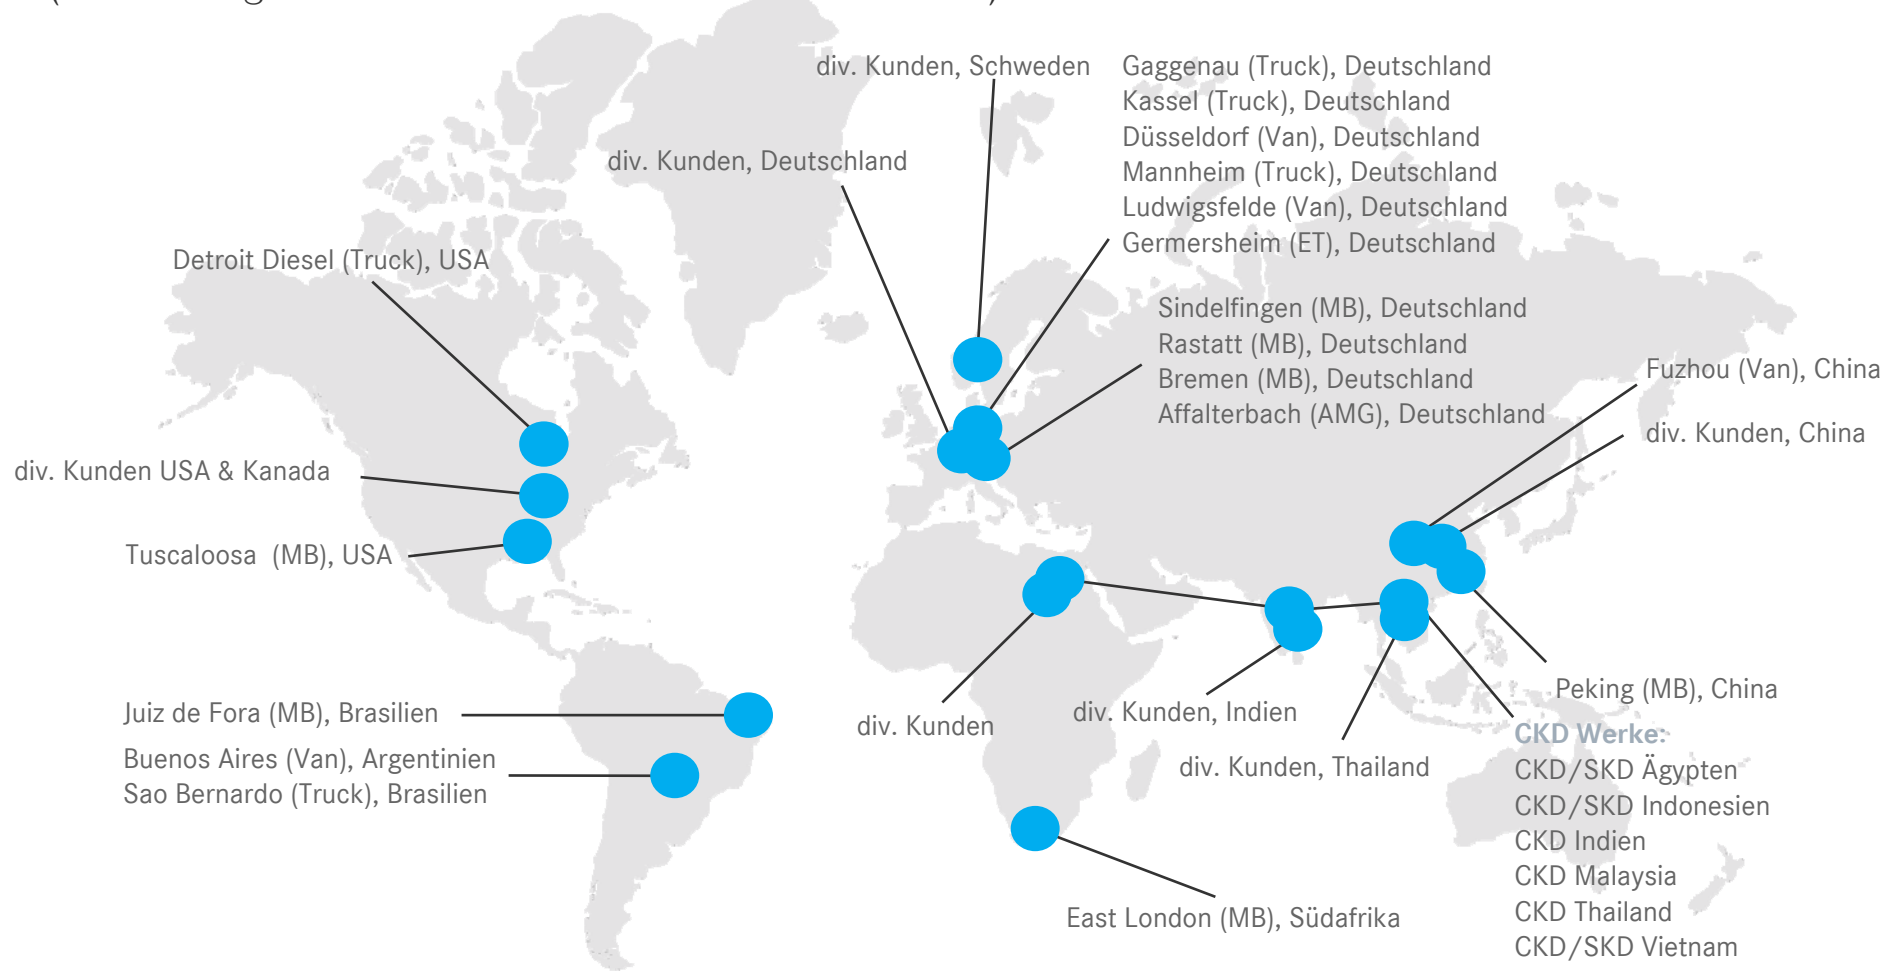 div. Kunden, Schweden
Gaggenau (Truck), Deutschland
Kassel (Truck), Deutschland
Düsseldorf (Van), Deutschland
Mannheim (Truck), Deutschland
Ludwigsfelde (Van), Deutschland
Germersheim (ET), Deutschland
div. Kunden, Deutschland
Detroit Diesel (Truck), USA
Sindelfingen (MB), Deutschland
Rastatt (MB), Deutschland
Bremen (MB), Deutschland
Affalterbach (AMG), Deutschland
Fuzhou (Van), China
div. Kunden, China
div. Kunden USA & Kanada
Tuscaloosa (MB), USA
Juiz de Fora (MB), Brasilien
Buenos Aires (Van), Argentinien
Sao Bernardo (Truck), Brasilien
div. Kunden
div. Kunden, Indien
div. Kunden, Thailand
Peking (MB), China
CKD Werke:
CKD/SKD Ägypten
CKD/SKD Indonesien
CKD Indien
CKD Malaysia
CKD Thailand
CKD/SKD Vietnam
East London (MB), Südafrika